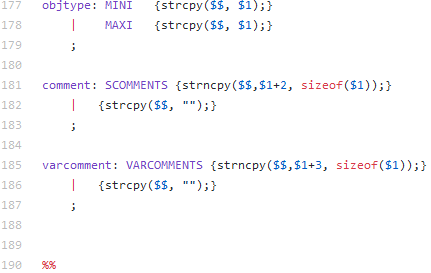 177 objtype: MINI {strcpy($$, $1);}
178 | MAXI {strcpy($$, $1);}
179 ;
180
181 comment: SCOMMENTS {strncpy($$,$1+2, sizeof($1));}
182 | {strcpy($$, "");}
183 ;
184
185 varcomment: VARCOMMENTS {strncpy($$,$1+3, sizeof($1));}
186 | {strcpy($$, "");}
187 ;
188
189
190 %%